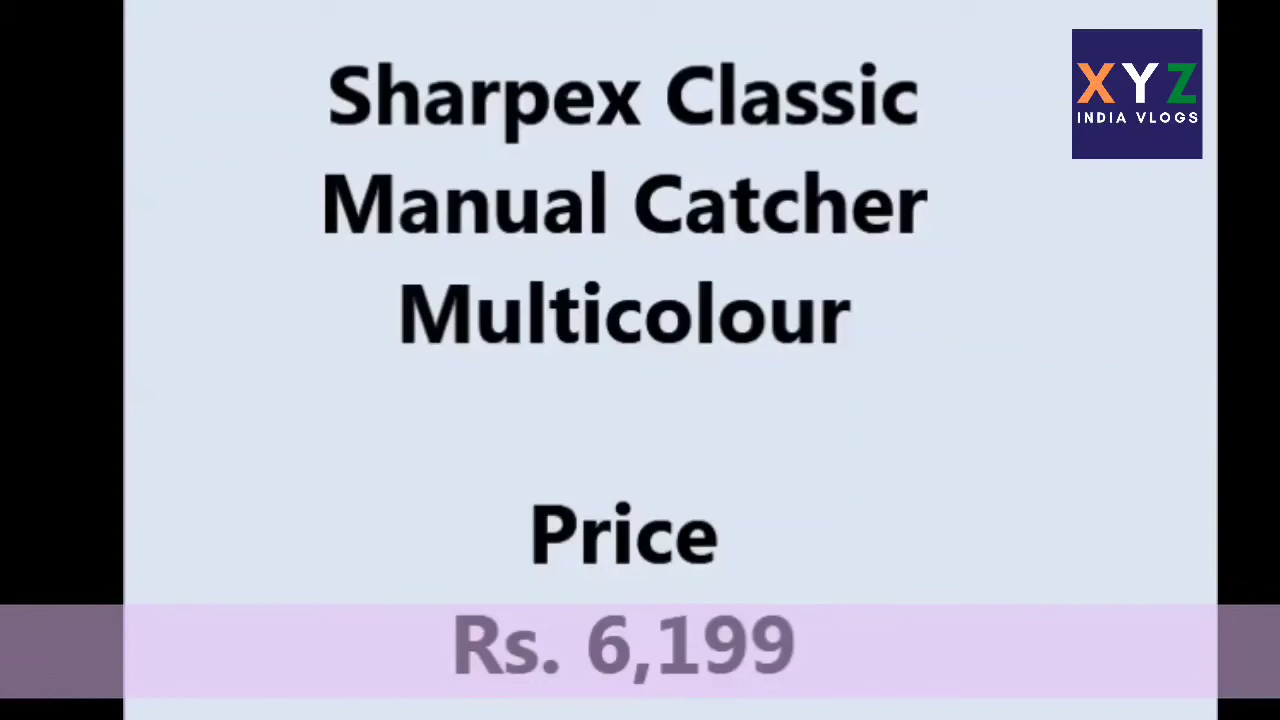 Sharpex Classic
Manual Catcher
Multicolour
Price
Rs. 6,199
XYZ
INDIA VLOGS